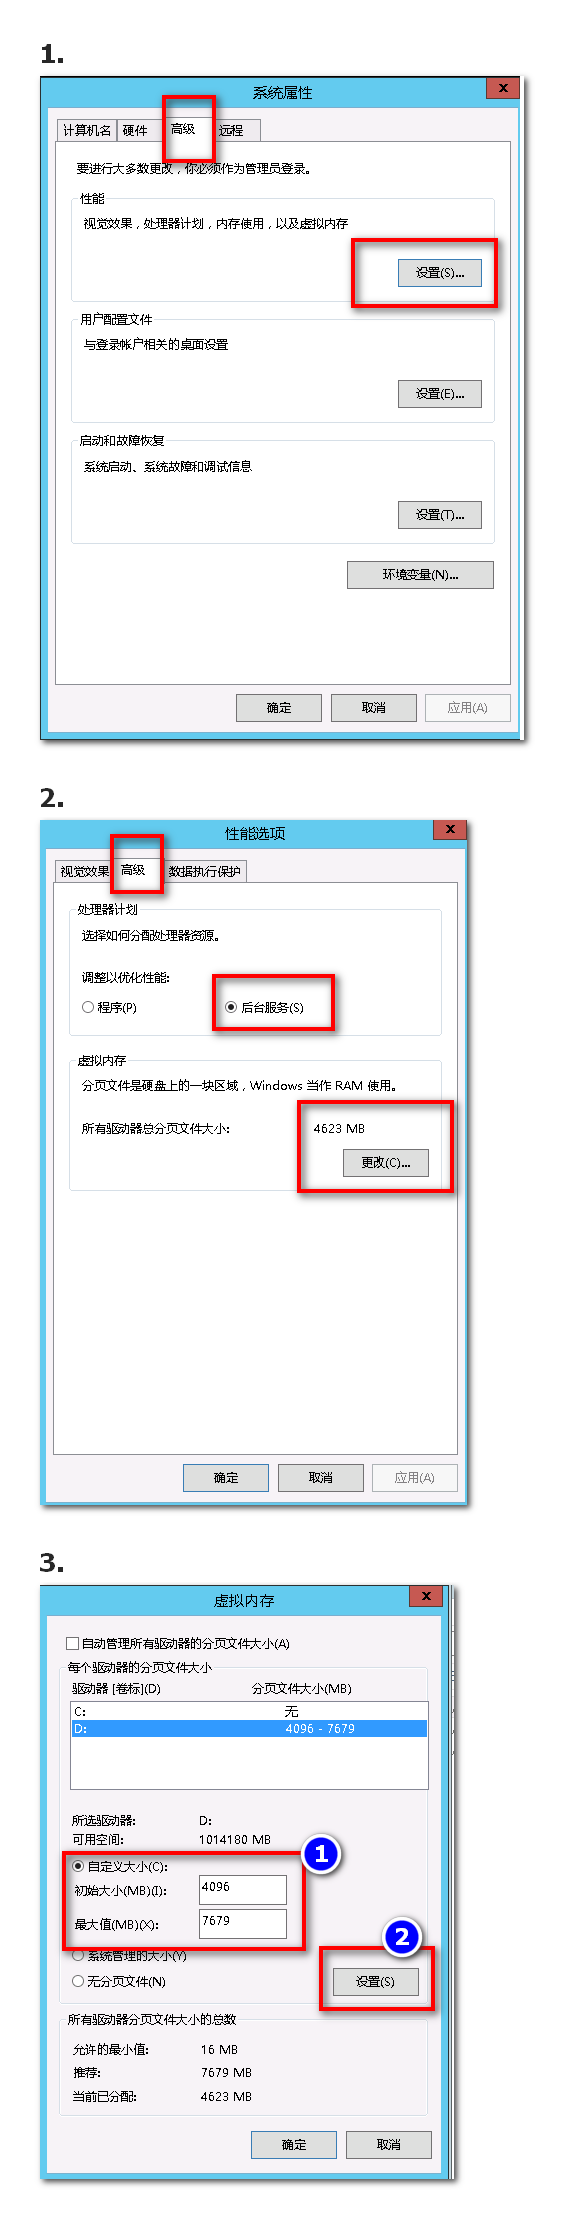 1.
系统属性
x
计算机名 硬件 高级 远程
要进行大多数更改，你必须作为管理员登录。
性能
视觉效果，处理器计划，内存使用，以及虚拟内存
设置(S)...
用户配置文件
与登录帐户相关的桌面设置
设置(E)...
启动和故障恢复
系统启动、系统故障和调试信息
设置(T)...
环境变量(N)...
确定 取消 应用(A)
2.
性能选项
x
视觉效果 高级 数据执行保护
处理器计划
选择如何分配处理器资源。
调整以优化性能:
程序(P) 后台服务(S)
虚拟内存
分页文件是硬盘上的一块区域，Windows 当作 RAM 使用。
所有驱动器总分页文件大小: 4623 MB
更改(C)...
确定 取消 应用(A)
3.
虚拟内存
x
自动管理所有驱动器的分页文件大小(A)
每个驱动器的分页文件大小
驱动器 [卷标](D) 分页文件大小(MB)
C: 无
D: 4096 - 7679
所选驱动器: D:
可用空间: 1014180 MB
1
自定义大小(C):
初始大小(MB)(I): 4096
最大值(MB)(X): 7679
2
系统管理的大小(Y)
无分页文件(N) 设置(S)
所有驱动器分页文件大小的总数
允许的最小值: 16 MB
推荐: 7679 MB
当前已分配: 4623 MB
确定 取消